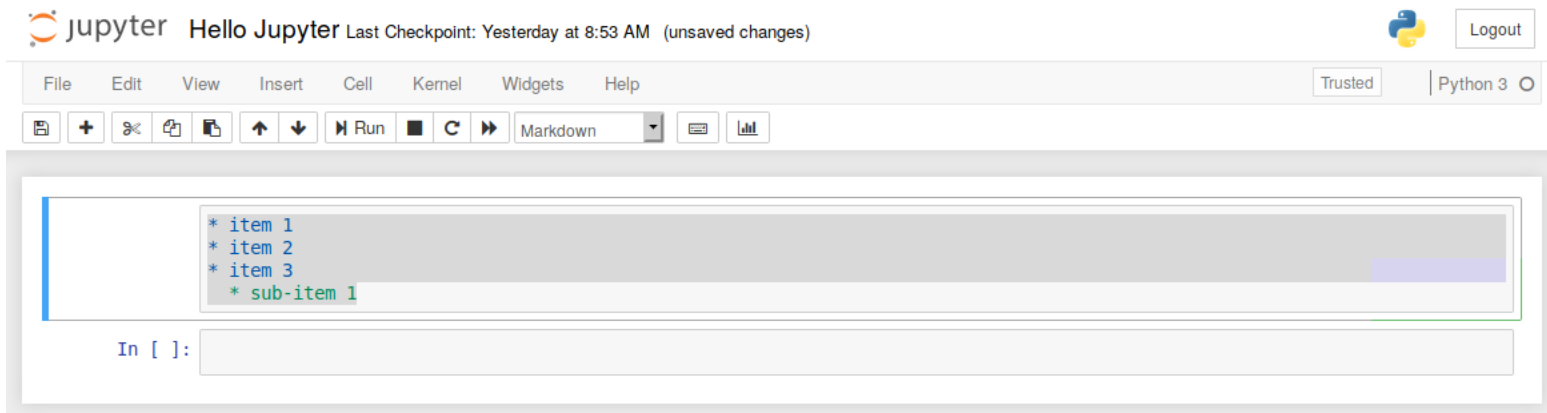 jupyter Hello Jupyter Last Checkpoint: Yesterday at 8:53 AM (unsaved changes) Logout
File Edit View Insert Cell Kernel Widgets Help Trusted Python 3
Run Markdown
* item 1
* item 2
* item 3
  * sub-item 1
In [ ]: